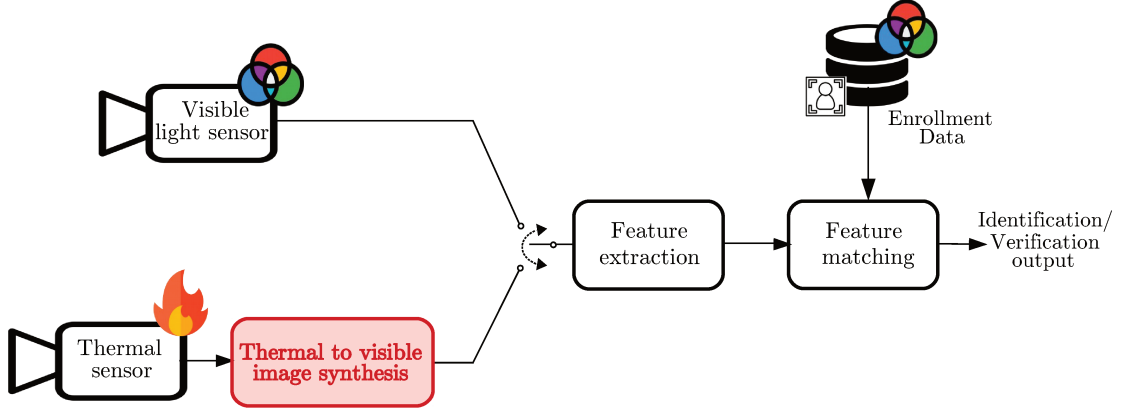 Visible
light sensor
Enrollment
Data
Feature
extraction
Feature
matching
Identification/
Verification
output
Thermal
sensor
Thermal to visible
image synthesis